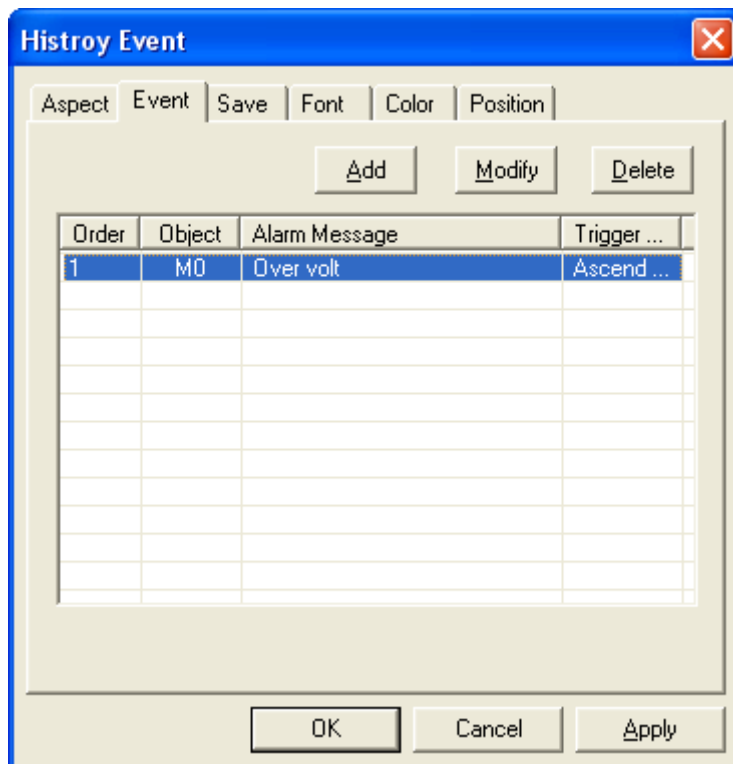 Histroy Event
Aspect Event Save Font Color Position
Add Modify Delete
Order Object Alarm Message Trigger ...
1 M0 Over volt Ascend ...
OK Cancel Apply